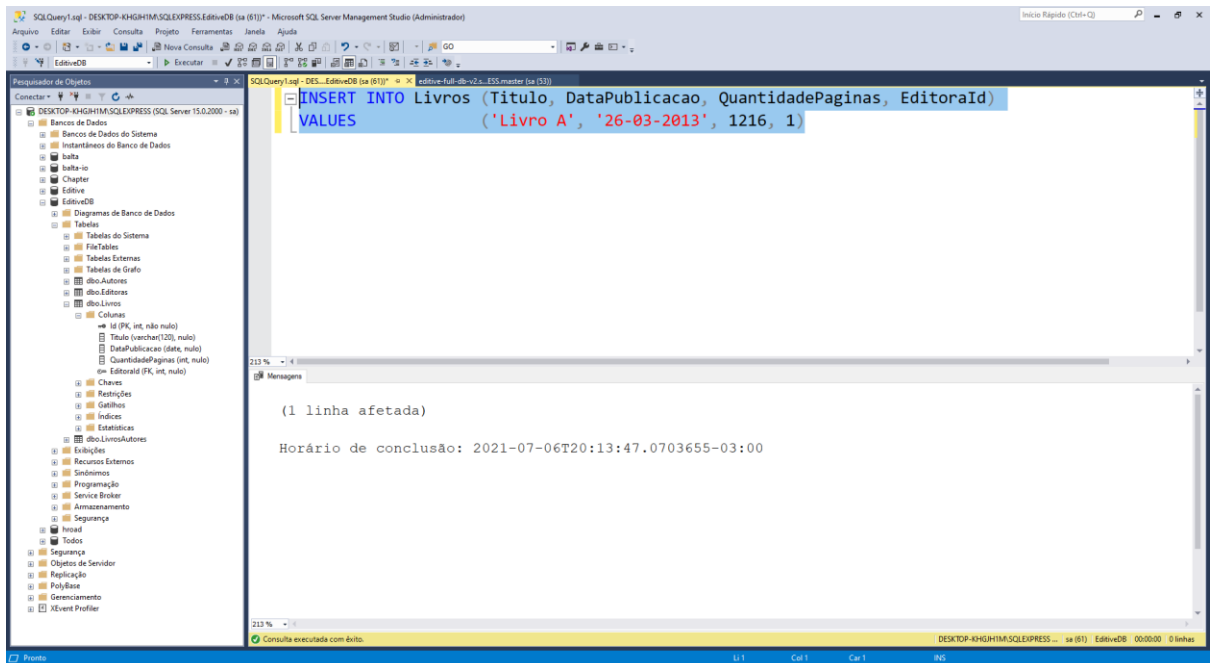 SQLQuery1.sql - DESKTOP-KHGJH1M\SQLEXPRESS.EditiveDB (sa (61))* - Microsoft SQL Server Management Studio (Administrador)
Início Rápido (Ctrl+Q)
Arquivo Editar Exibir Consulta Projeto Ferramentas Janela Ajuda
Nova Consulta GO
EditiveDB Executar
Pesquisador de Objetos
Conectar
DESKTOP-KHGJH1M\SQLEXPRESS (SQL Server 15.0.2000 - sa)
Bancos de Dados
Bancos de Dados do Sistema
Instantâneos do Banco de Dados
balta
balta-io
Chapter
Editive
EditiveDB
Diagramas de Banco de Dados
Tabelas
Tabelas do Sistema
FileTables
Tabelas Externas
Tabelas de Grafo
dbo.Autores
dbo.Editoras
dbo.Livros
Colunas
Id (PK, int, não nulo)
Titulo (varchar(120), nulo)
DataPublicacao (date, nulo)
QuantidadePaginas (int, nulo)
EditoraId (FK, int, nulo)
Chaves
Restrições
Gatilhos
Índices
Estatísticas
dbo.LivrosAutores
Exibições
Recursos Externos
Sinônimos
Programação
Service Broker
Armazenamento
Segurança
hroad
Todos
Segurança
Objetos de Servidor
Replicação
PolyBase
Gerenciamento
XEvent Profiler
SQLQuery1.sql - DES....EditiveDB (sa (61))* editive-full-db-v2.s...ESS.master (sa (53))
INSERT INTO Livros (Titulo, DataPublicacao, QuantidadePaginas, EditoraId)
VALUES ('Livro A', '26-03-2013', 1216, 1)
213 %
Mensagens
(1 linha afetada)
Horário de conclusão: 2021-07-06T20:13:47.0703655-03:00
213 %
Consulta executada com êxito. DESKTOP-KHGJH1M\SQLEXPRESS ... sa (61) EditiveDB 00:00:00 0 linhas
Pronto Li 1 Col 1 Car 1 INS